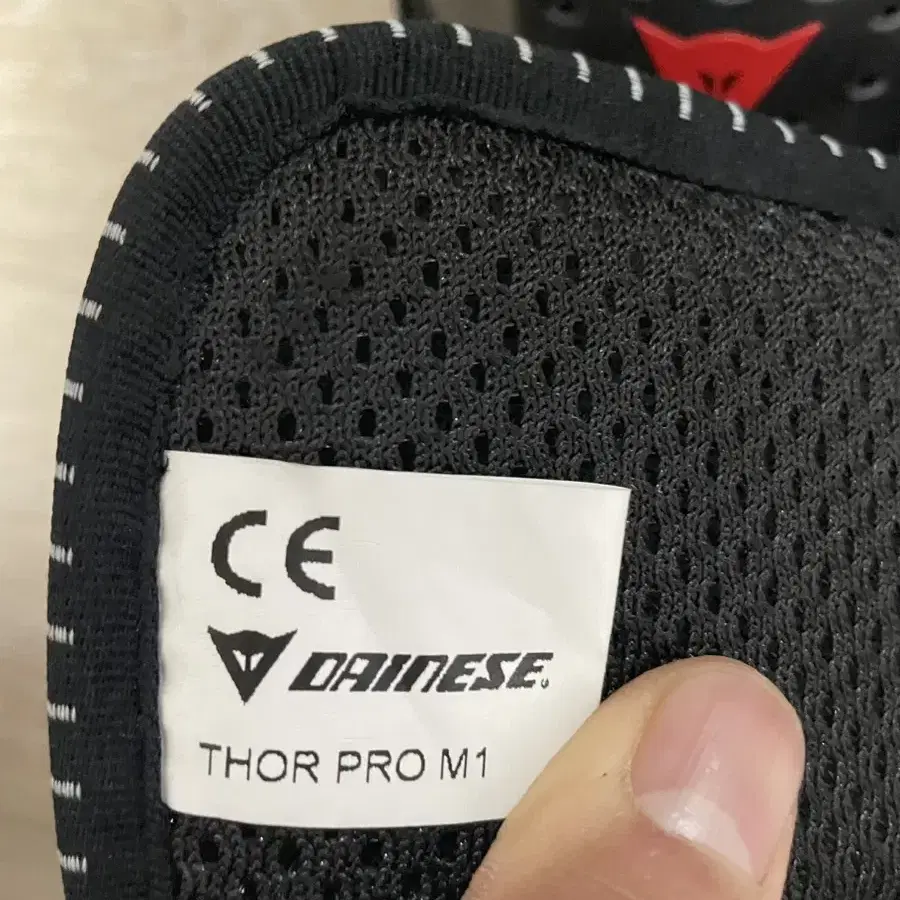 CE
DAINESE
THOR PRO M1